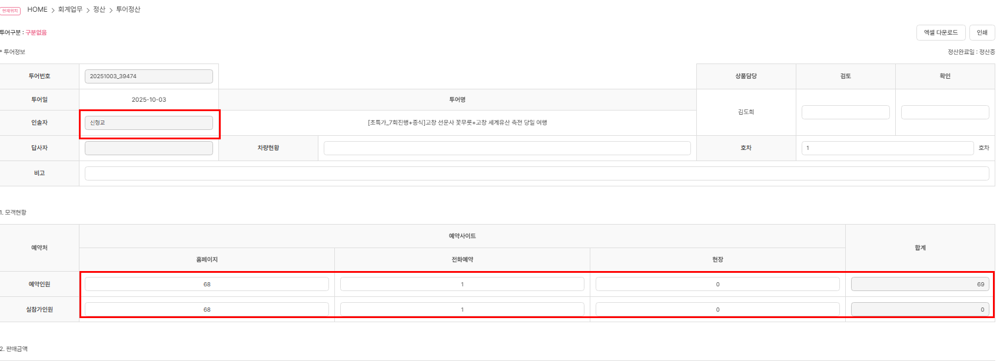 현재위치 HOME > 회계업무 > 정산 > 투어정산
투어구분 : 구분없음
엑셀 다운로드 인쇄
* 투어정보
정산완료일 : 정산중
투어번호 20251003_39474 상품담당 검토 확인
투어일 2025-10-03 투어명
김도희
인솔자 신형교 [초특가_7회진행+중식]고창 선운사 꽃무릇+고창 세계유산 축전 당일 여행
답사자 차량현황 호차 1 호차
비고
1. 모객현황
예약처 예약사이트 합계
홈페이지 전화예약 현장
예약인원 68 1 0 69
실참가인원 68 1 0 0
2. 판매금액